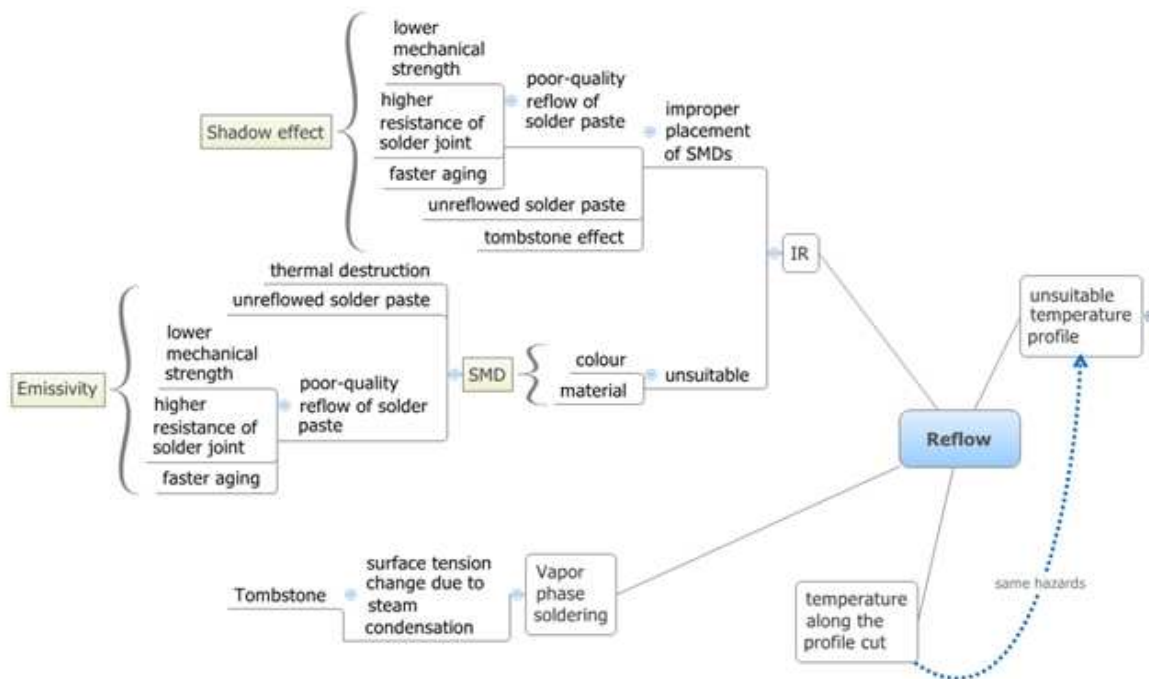 lower
mechanical
strength
higher
resistance of
solder joint
faster aging
Shadow effect
poor-quality
reflow of
solder paste
improper
placement
of SMDs
unreflowed solder paste
tombstone effect
IR
thermal destruction
unreflowed solder paste
lower
mechanical
strength
higher
resistance of
solder joint
faster aging
Emissivity
poor-quality
reflow of solder
paste
SMD
colour
material
unsuitable
unsuitable
temperature
profile
Reflow
Tombstone
surface tension
change due to
steam
condensation
Vapor
phase
soldering
temperature
along the
profile cut
same hazards